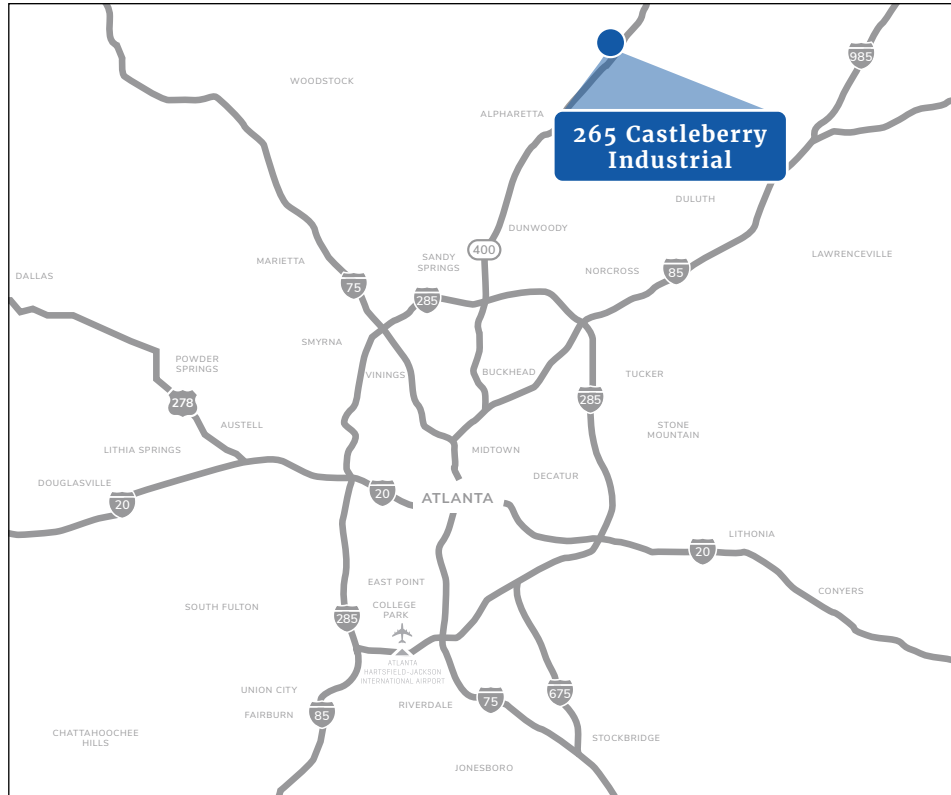 985
WOODSTOCK
ALPHARETTA
265 Castleberry
Industrial
DULUTH
DUNWOODY
400
LAWRENCEVILLE
MARIETTA
SANDY
SPRINGS
NORCROSS
85
DALLAS
75
285
SMYRNA
POWDER
SPRINGS
VININGS
BUCKHEAD
TUCKER
278
285
AUSTELL
STONE
MOUNTAIN
LITHIA SPRINGS
MIDTOWN
DECATUR
DOUGLASVILLE
20
20
ATLANTA
LITHONIA
20
EAST POINT
CONYERS
SOUTH FULTON
COLLEGE
PARK
285
ATLANTA
HARTSFIELD-JACKSON
INTERNATIONAL AIRPORT
UNION CITY
675
RIVERDALE
75
FAIRBURN
85
CHATTAHOOCHEE
HILLS
STOCKBRIDGE
JONESBORO